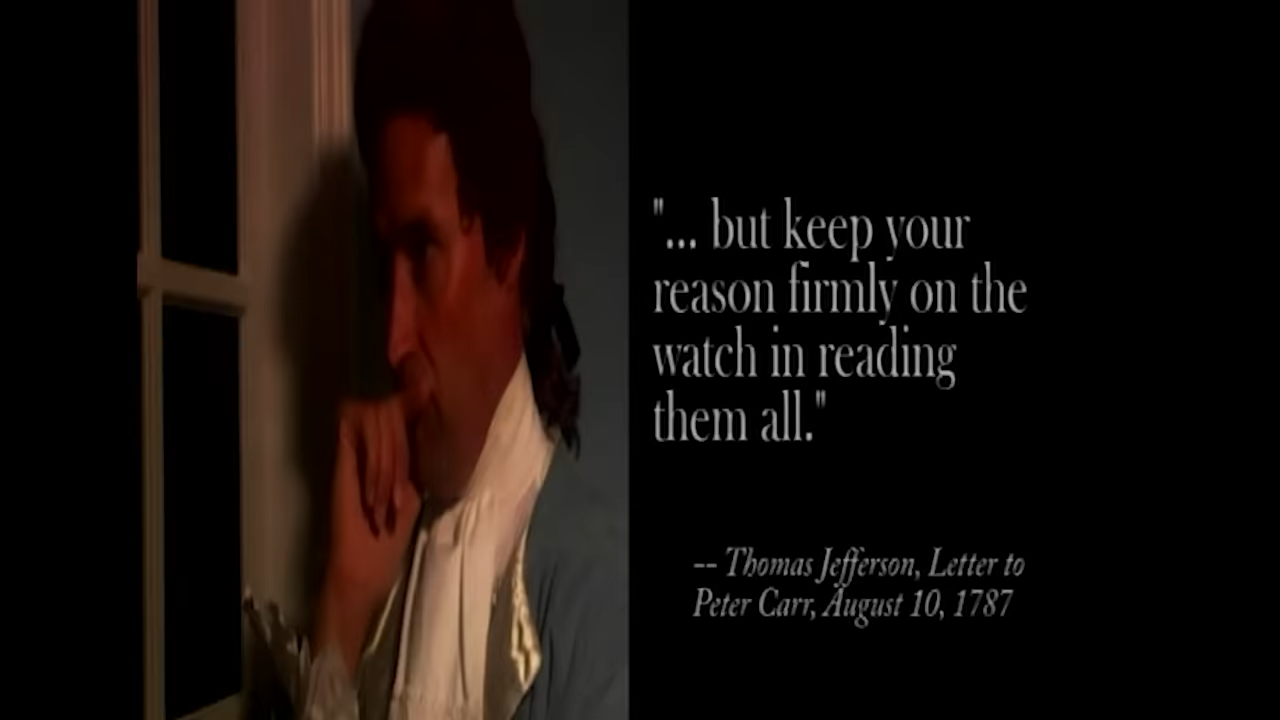 "... but keep your
reason firmly on the
watch in reading
them all."
-- Thomas Jefferson, Letter to
Peter Carr, August 10, 1787